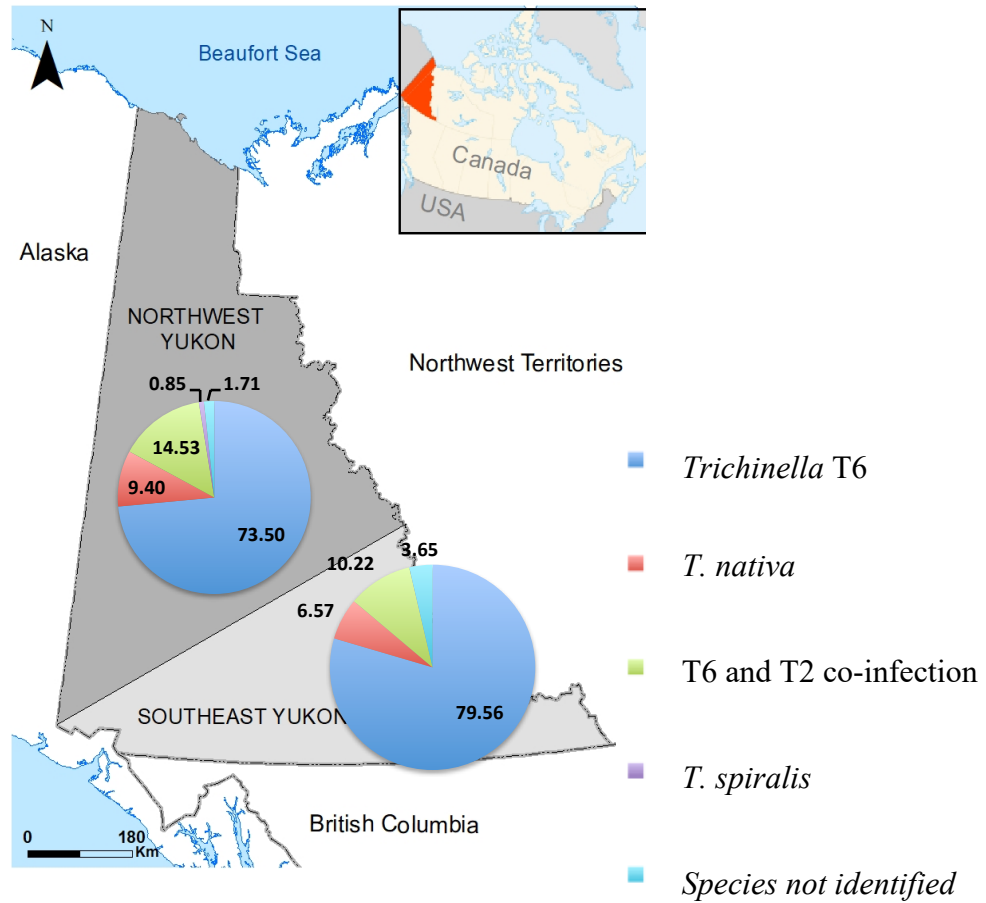 N
Beaufort Sea
Canada
USA
Alaska
NORTHWEST
YUKON
Northwest Territories
0.85
1.71
14.53
9.40
73.50
10.22
3.65
6.57
79.56
SOUTHEAST YUKON
British Columbia
0 180
Km
Trichinella T6
T. nativa
T6 and T2 co-infection
T. spiralis
Species not identified